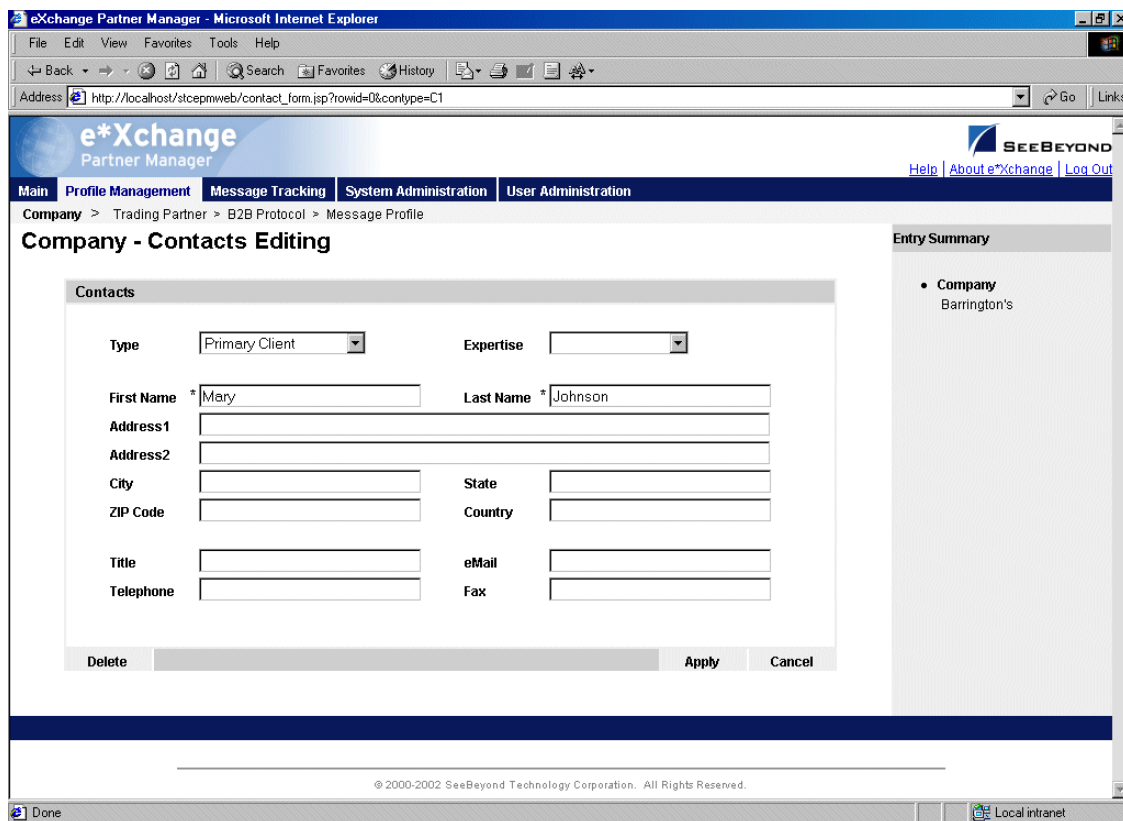 eXchange Partner Manager - Microsoft Internet Explorer
File Edit View Favorites Tools Help
Back Search Favorites History
Address http://localhost/stcepmweb/contact_form.jsp?rowid=0&contype=C1 Go Links
e*Xchange
Partner Manager
SEEBEYOND
Help | About e*Xchange | Log Out
Main Profile Management Message Tracking System Administration User Administration
Company > Trading Partner > B2B Protocol > Message Profile
Company - Contacts Editing
Entry Summary
Contacts
• Company
Barrington's
Type Primary Client Expertise
First Name * Mary Last Name * Johnson
Address1
Address2
City State
ZIP Code Country
Title eMail
Telephone Fax
Delete Apply Cancel
© 2000-2002 SeeBeyond Technology Corporation. All Rights Reserved.
Done Local intranet